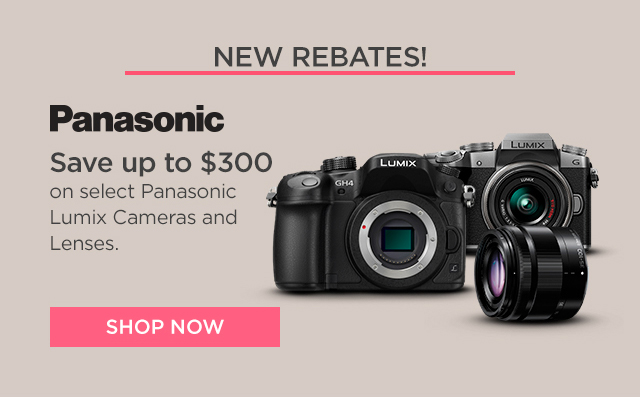 NEW REBATES!
Panasonic
Save up to $300
on select Panasonic
Lumix Cameras and
Lenses.
SHOP NOW
LUMIX
GH4
LUMIX
G
LUMIX